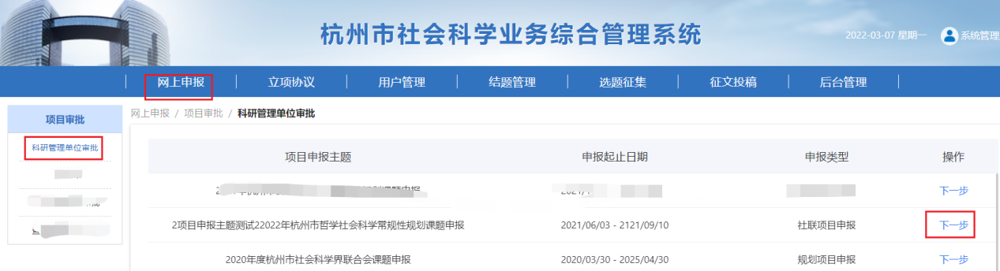 杭州市社会科学业务综合管理系统
2022-03-07 星期一 系统管理
网上申报 立项协议 用户管理 结题管理 选题征集 征文投稿 后台管理
项目审批
网上申报 / 项目审批 / 科研管理单位审批
科研管理单位审批
项目申报主题 申报起止日期 申报类型 操作
下一步
2项目申报主题测试22022年杭州市哲学社会科学常规性规划课题申报 2021/06/03 - 2121/09/10 社联项目申报 下一步
2020年度杭州市社会科学界联合会课题申报 2020/03/30 - 2025/04/30 规划项目申报 下一步